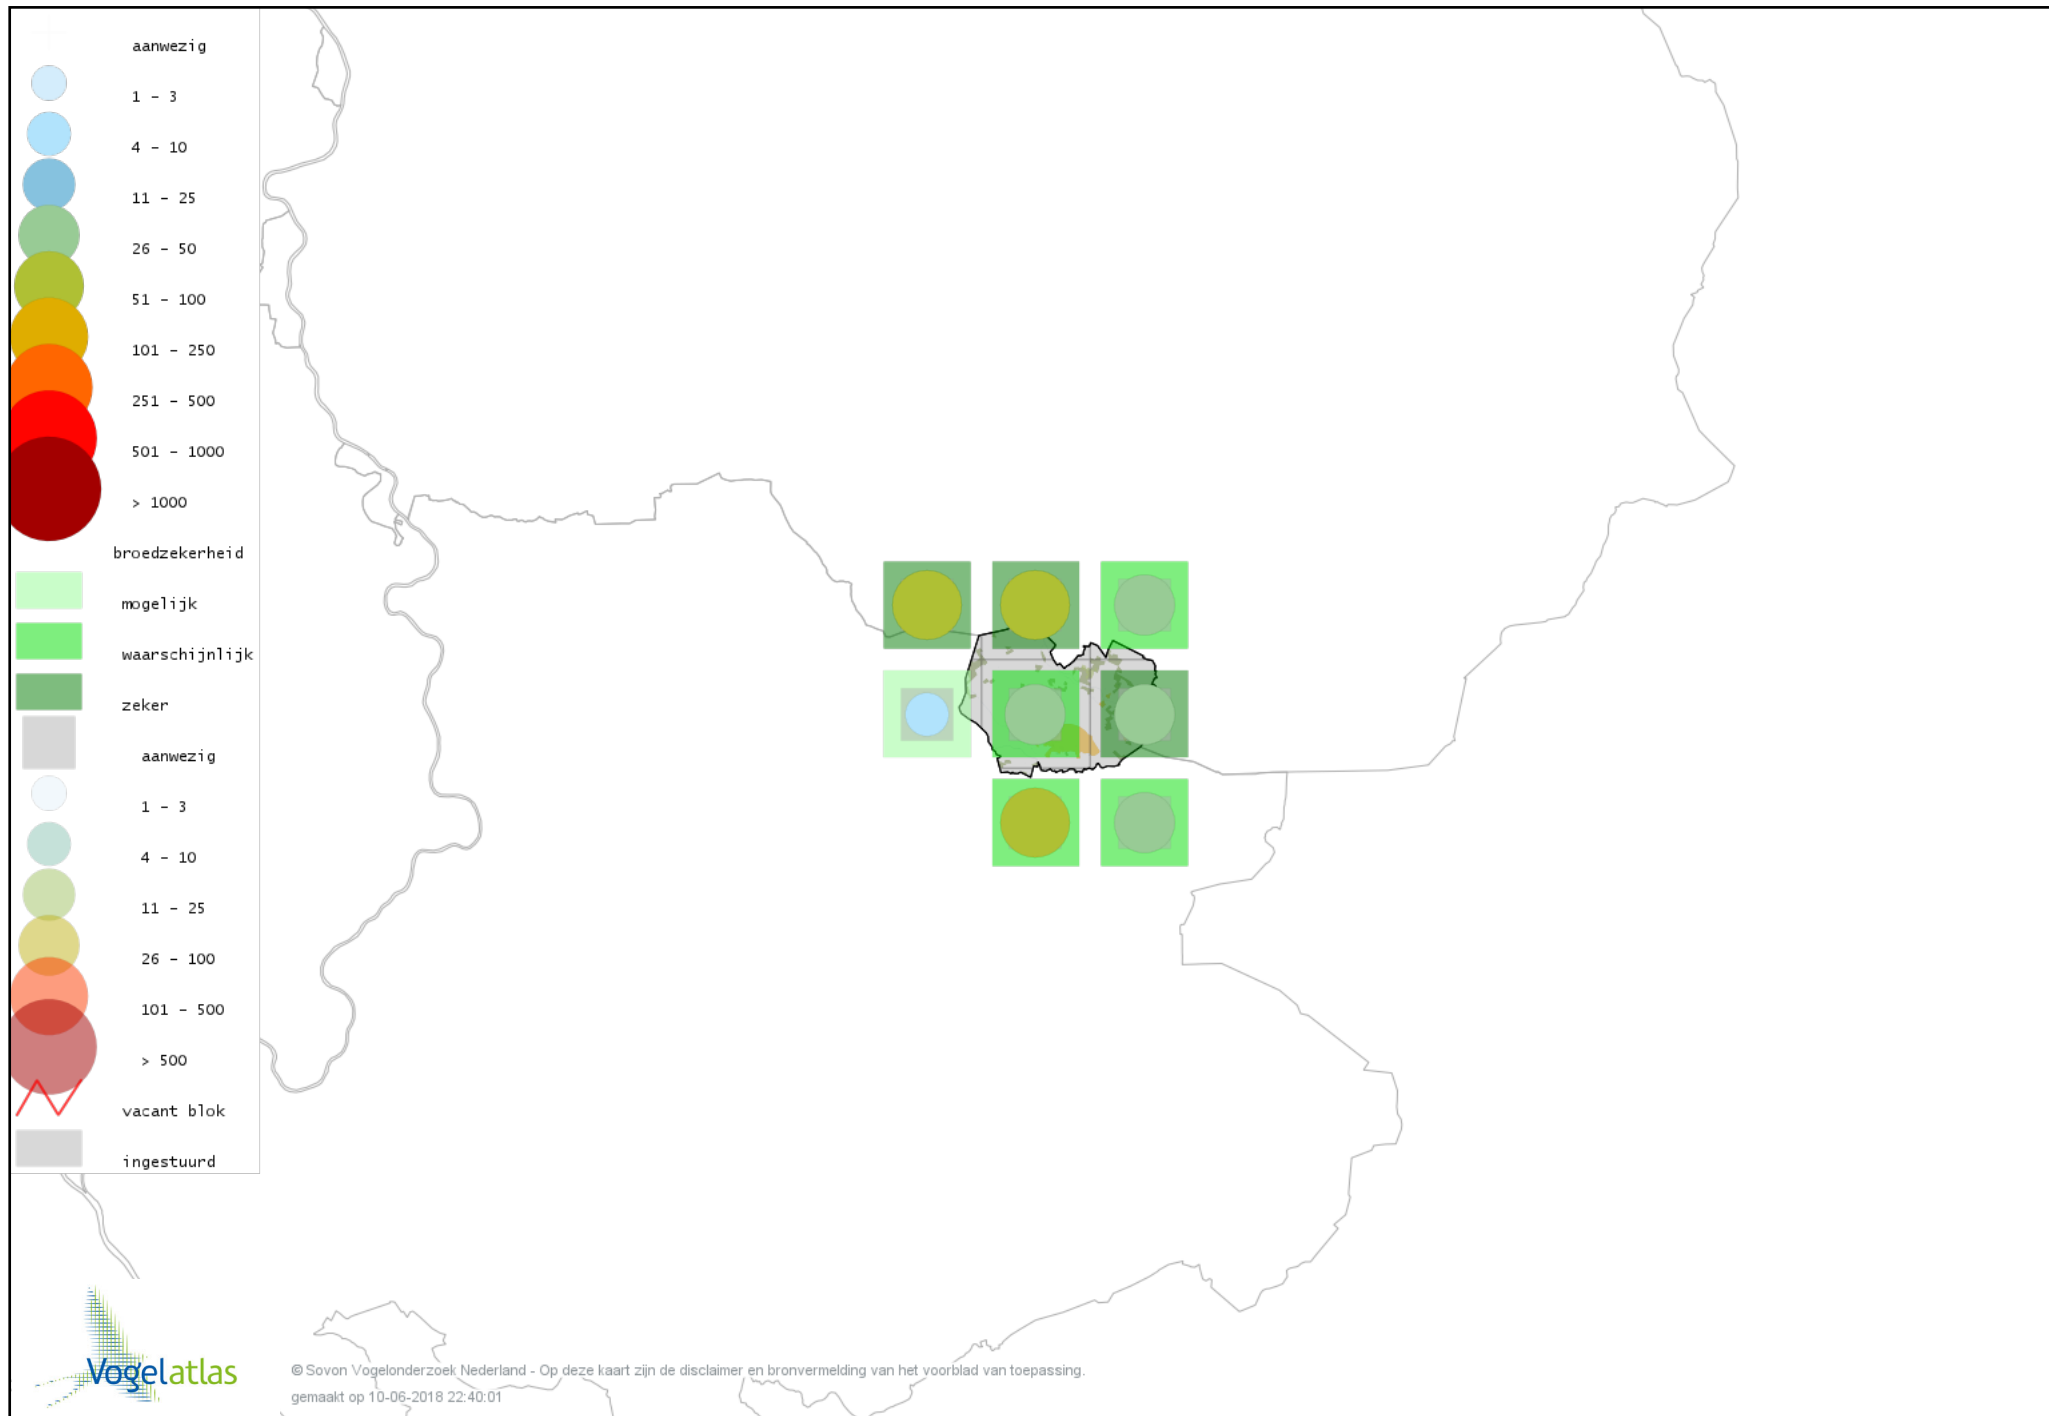 aanwezig
1 - 3
4 - 10
11 - 25
26 - 50
51 - 100
101 - 250
251 - 500
501 - 1000
> 1000
broedzekerheid
mogelijk
waarschijnlijk
zeker
aanwezig
1 - 3
4 - 10
11 - 25
26 - 100
101 - 500
> 500
vacant blok
ingestuurd
Vogelatlas
© Sovon Vogelonderzoek Nederland - Op deze kaart zijn de disclaimer en bronvermelding van het voorblad van toepassing.
gemaakt op 10-06-2018 22:40:01